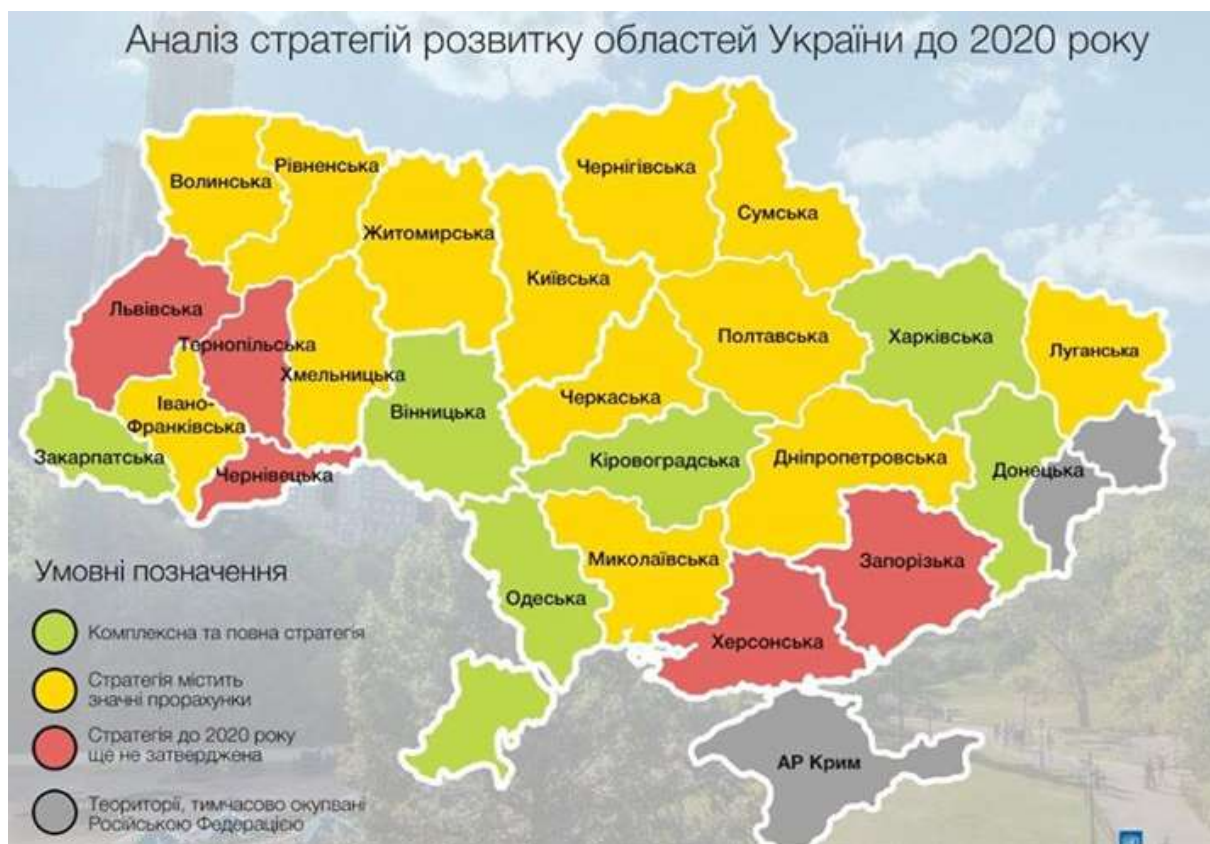 Аналіз стратегій розвитку областей України до 2020 року
Волинська
Рівненська
Житомирська
Чернігівська
Сумська
Київська
Львівська
Тернопільська
Хмельницька
Полтавська
Харківська
Луганська
Івано-
Франківська
Вінницька
Черкаська
Закарпатська
Чернівецька
Кіровоградська
Дніпропетровська
Донецька
Миколаївська
Одеська
Запорізька
Херсонська
АР Крим
Умовні позначення
Комплексна та повна стратегія
Стратегія містить
значні прорахунки
Стратегія до 2020 року
ще не затверджена
Теориторії, тимчасово окупвані
Російською Федерацією